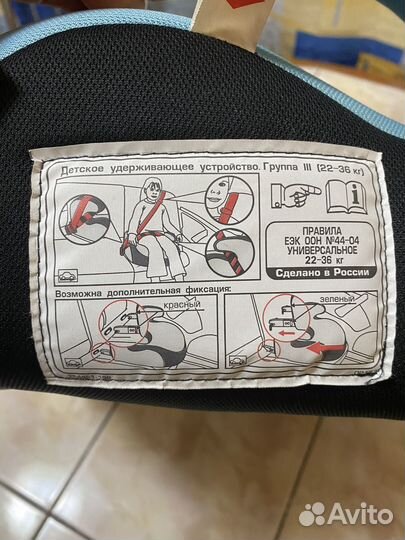 Детское удерживающее устройство. Группа III (22-36 кг)
ПРАВИЛА
ЕЭК ООН №44-04
УНИВЕРСАЛЬНОЕ
22-36 кг
Сделано в России
Возможна дополнительная фиксация:
красный
зеленый
Avito